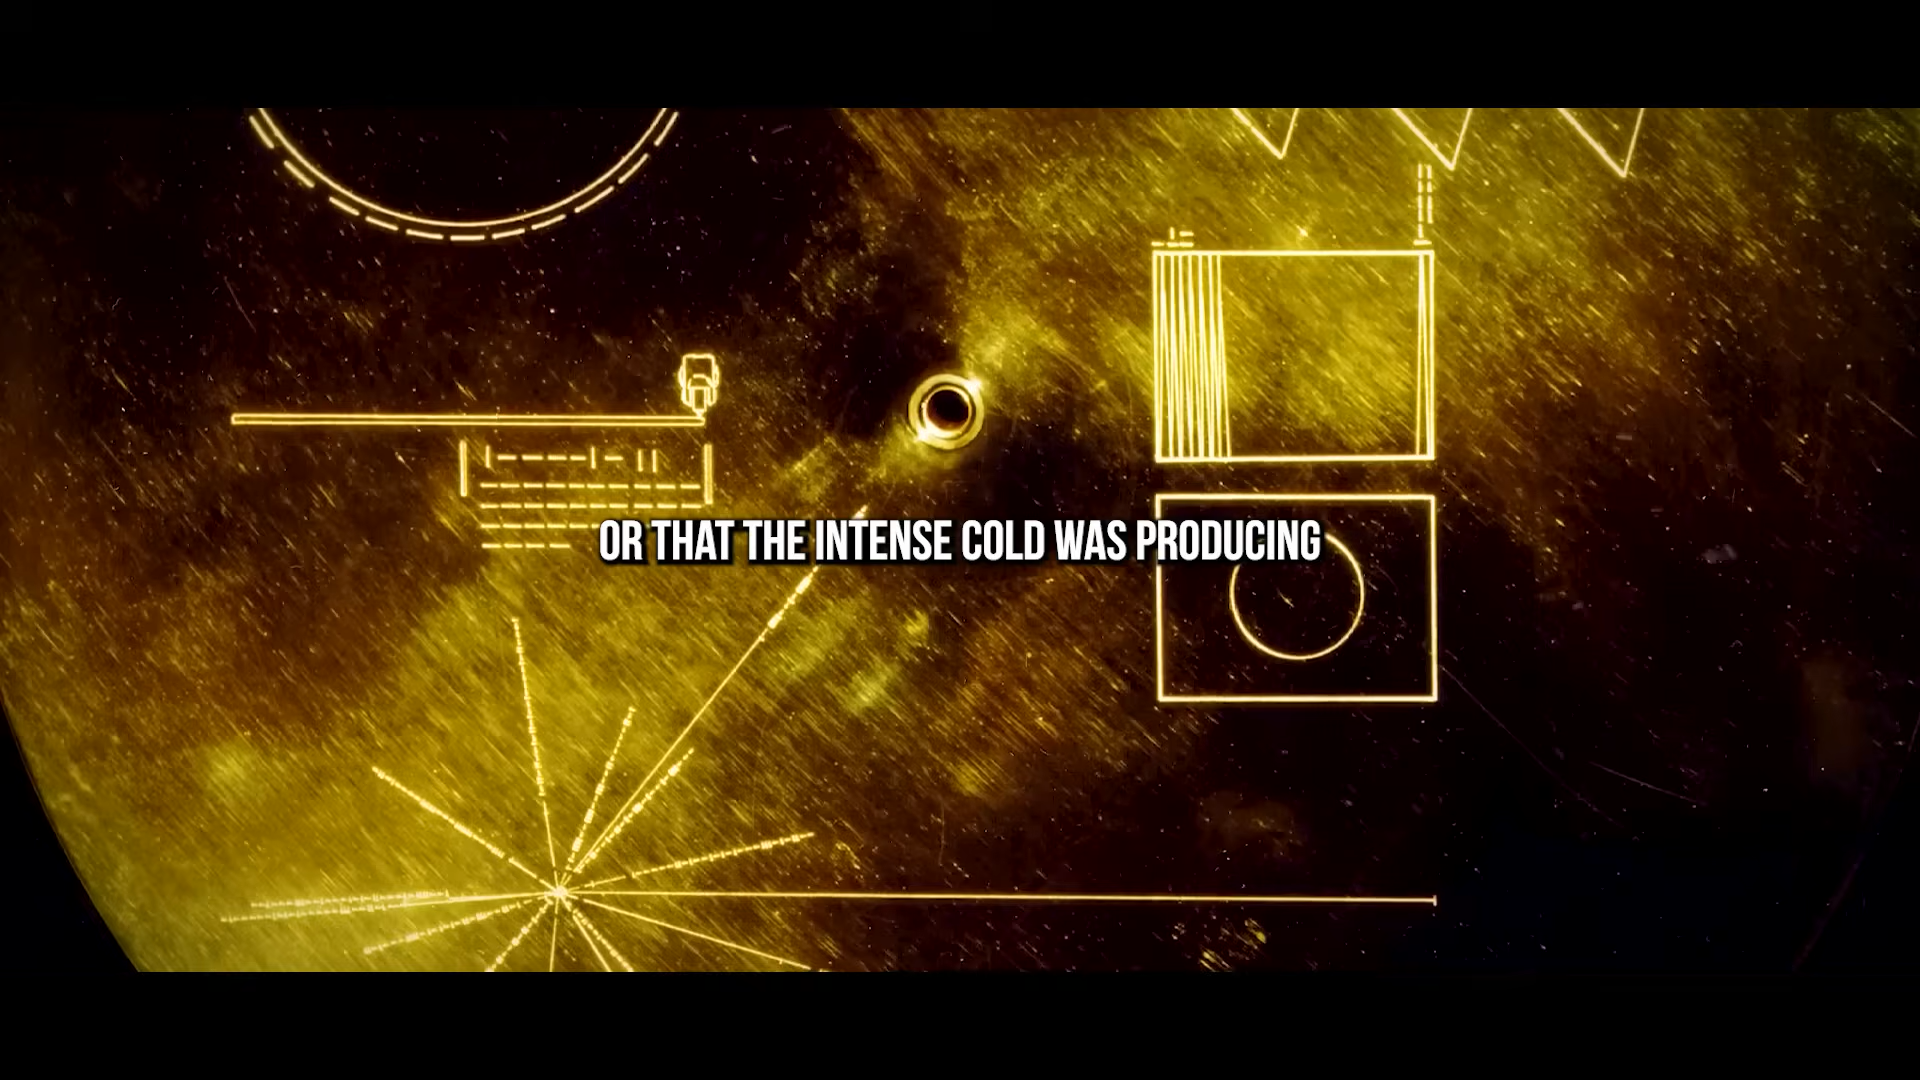 OR THAT THE INTENSE COLD WAS PRODUCING